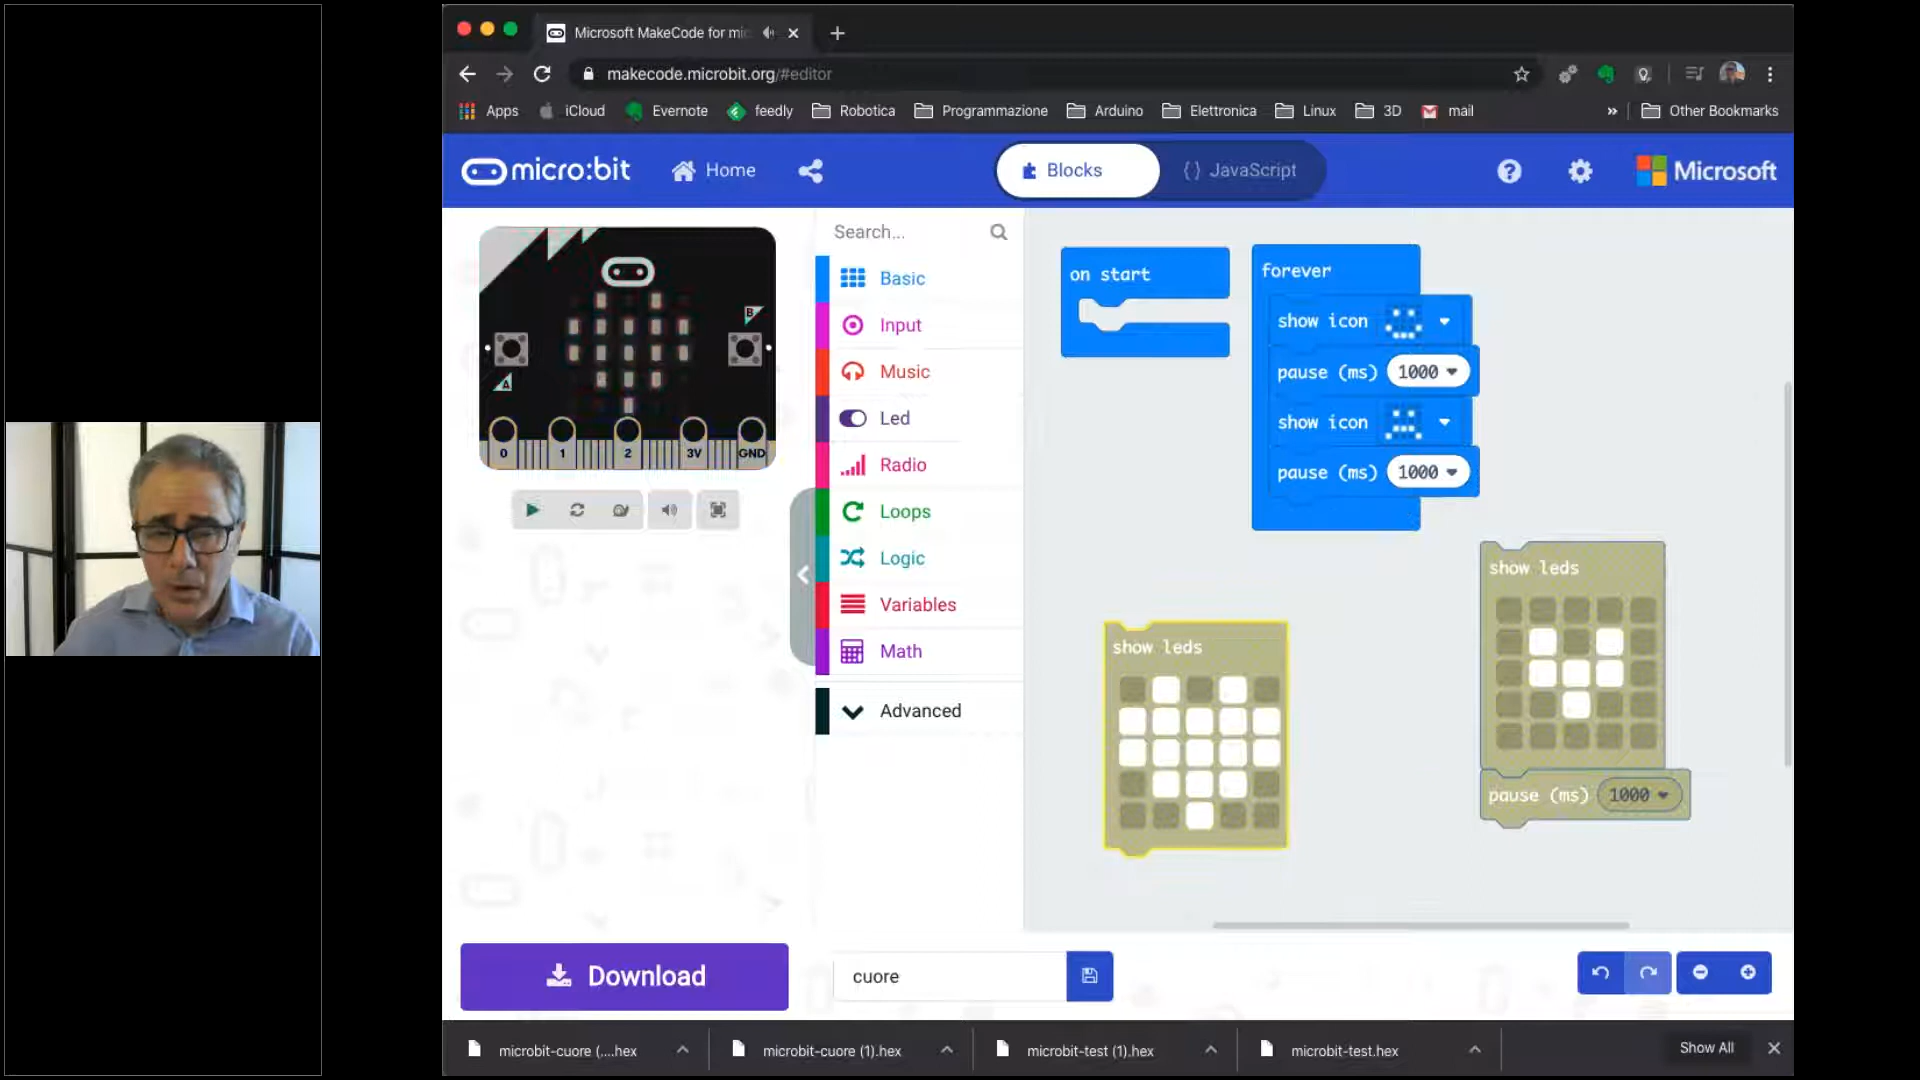 Microsoft MakeCode for mic
makecode.microbit.org/#editor
Apps
iCloud
Evernote
feedly
Robotica
Programmazione
Arduino
Elettronica
Linux
3D
mail
»
Other Bookmarks
micro:bit
Home
Blocks
{ } JavaScript
?
Microsoft
Search...
Basic
Input
Music
Led
Radio
Loops
Logic
Variables
Math
Advanced
A
B
0
1
2
3V
GND
on start
forever
show icon
pause (ms) 1000
show icon
pause (ms) 1000
show leds
show leds
pause (ms) 1000
Download
cuore
microbit-cuore (....hex
microbit-cuore (1).hex
microbit-test (1).hex
microbit-test.hex
Show All